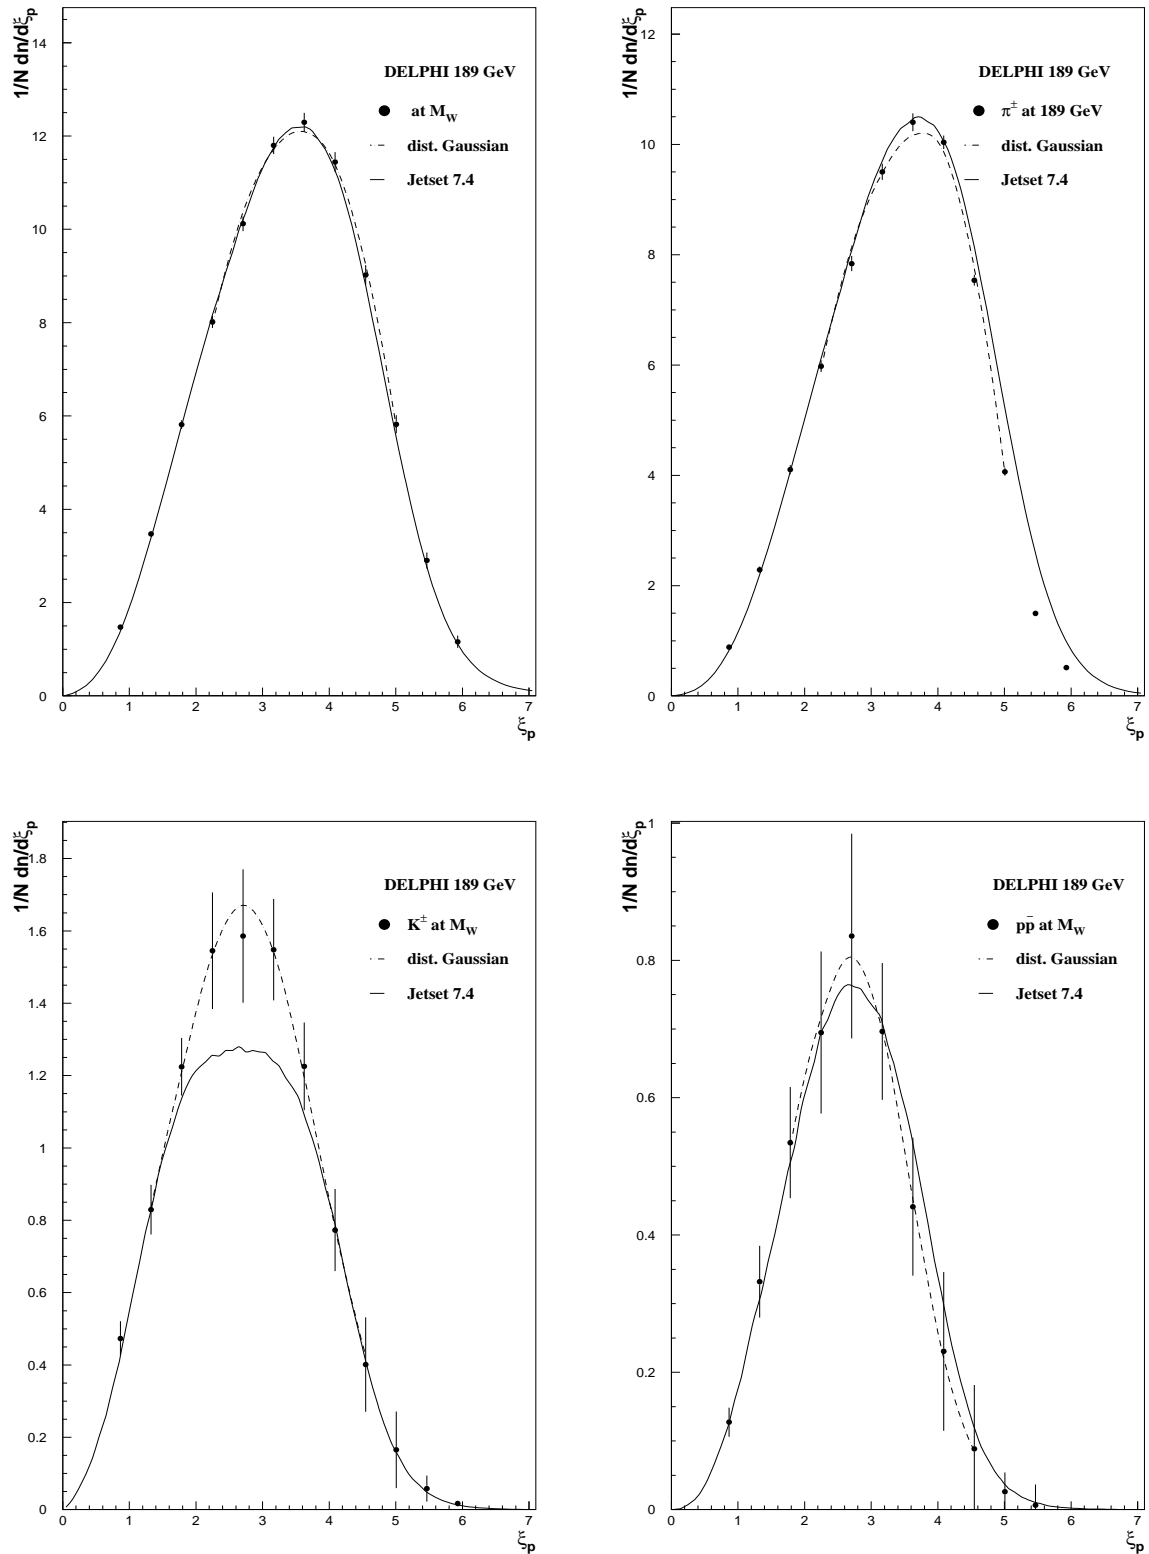 1/N dn/dξp
14
12
10
8
6
4
2
0
DELPHI 189 GeV
at MW
dist. Gaussian
Jetset 7.4
0 1 2 3 4 5 6 7
ξp
1/N dn/dξp
12
10
8
6
4
2
0
DELPHI 189 GeV
π± at 189 GeV
dist. Gaussian
Jetset 7.4
0 1 2 3 4 5 6 7
ξp
1/N dn/dξp
1.8
1.6
1.4
1.2
1
0.8
0.6
0.4
0.2
0
DELPHI 189 GeV
K± at MW
dist. Gaussian
Jetset 7.4
0 1 2 3 4 5 6 7
ξp
1/N dn/dξp
1
0.8
0.6
0.4
0.2
0
DELPHI 189 GeV
pp̄ at MW
dist. Gaussian
Jetset 7.4
0 1 2 3 4 5 6 7
ξp